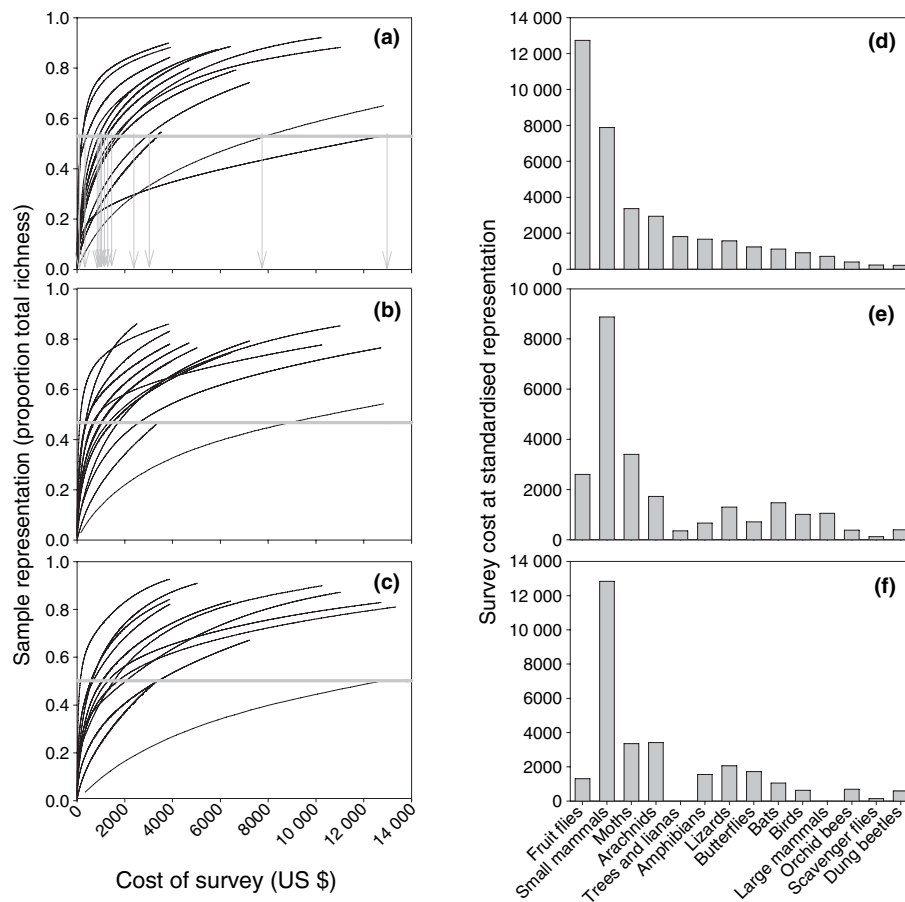 Sample representation (proportion total richness)
1.0
0.8
0.6
0.4
0.2
0.0
(a)
1.0
0.8
0.6
0.4
0.2
0.0
(b)
1.0
0.8
0.6
0.4
0.2
0.0
(c)
0
2000
4000
6000
8000
10 000
12 000
14 000
Cost of survey (US $)
Survey cost at standardised representation
14 000
12 000
10 000
8000
6000
4000
2000
0
(d)
10 000
8000
6000
4000
2000
0
(e)
14 000
12 000
10 000
8000
6000
4000
2000
0
(f)
Fruit flies
Small mammals
Moths
Arachnids
Trees and lianas
Amphibians
Lizards
Butterflies
Bats
Birds
Large mammals
Orchid bees
Scavenger flies
Dung beetles